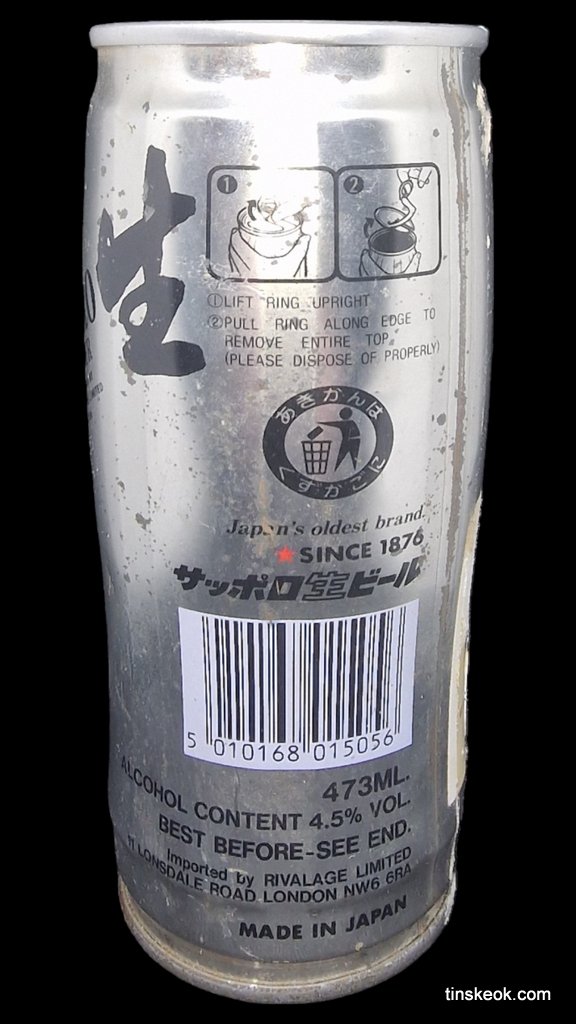 生
❶
❷
①LIFT RING UPRIGHT
②PULL RING ALONG EDGE TO
REMOVE ENTIRE TOP
(PLEASE DISPOSE OF PROPERLY)
あきかんは
くずかごに
Japan's oldest brand.
★SINCE 1876
サッポロ生ビール
5 010168 015056
473ML.
ALCOHOL CONTENT 4.5% VOL.
BEST BEFORE-SEE END.
Imported by RIVALAGE LIMITED
11 LONSDALE ROAD LONDON NW6 6RA
MADE IN JAPAN
tinskeok.com